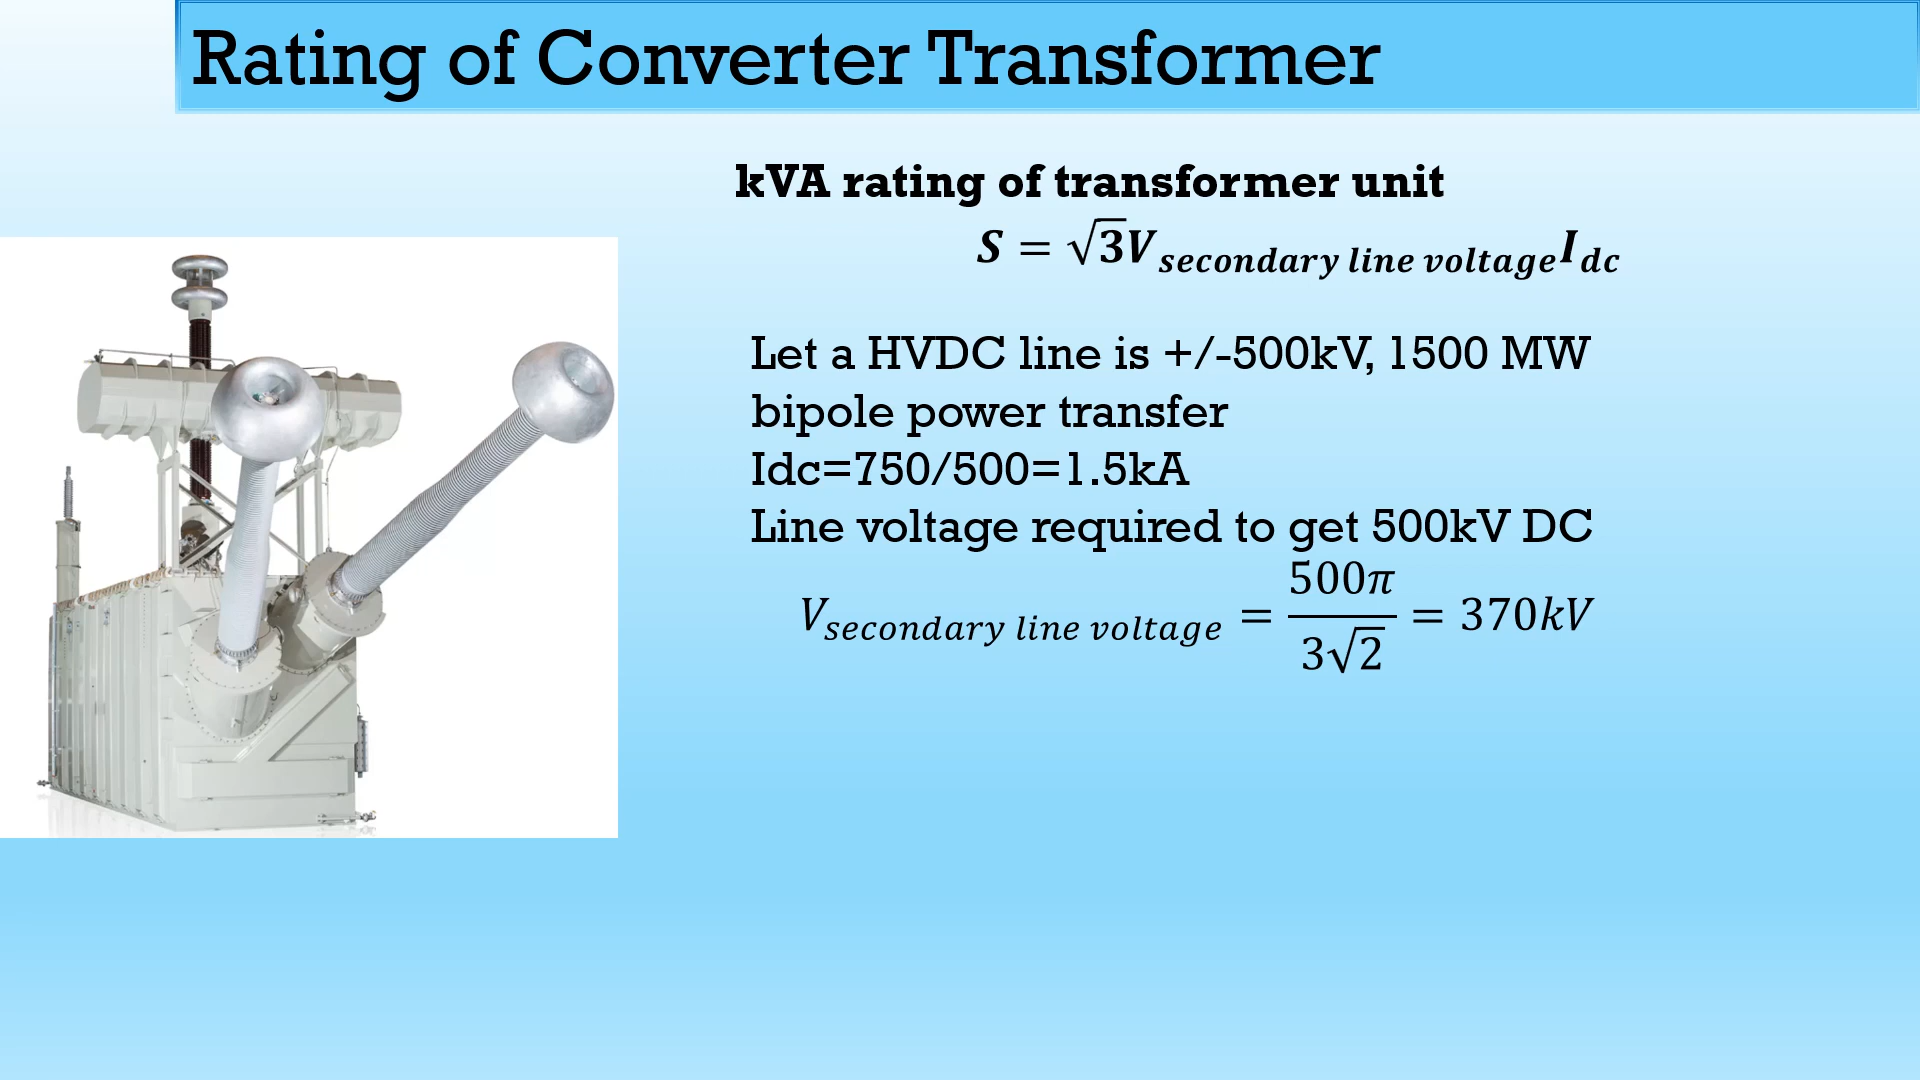 Rating of Converter Transformer
kVA rating of transformer unit
S = √3V_secondary line voltage I_dc
Let a HVDC line is +/-500kV, 1500 MW
bipole power transfer
Idc=750/500=1.5kA
Line voltage required to get 500kV DC
V_secondary line voltage = 500π / 3√2 = 370kV